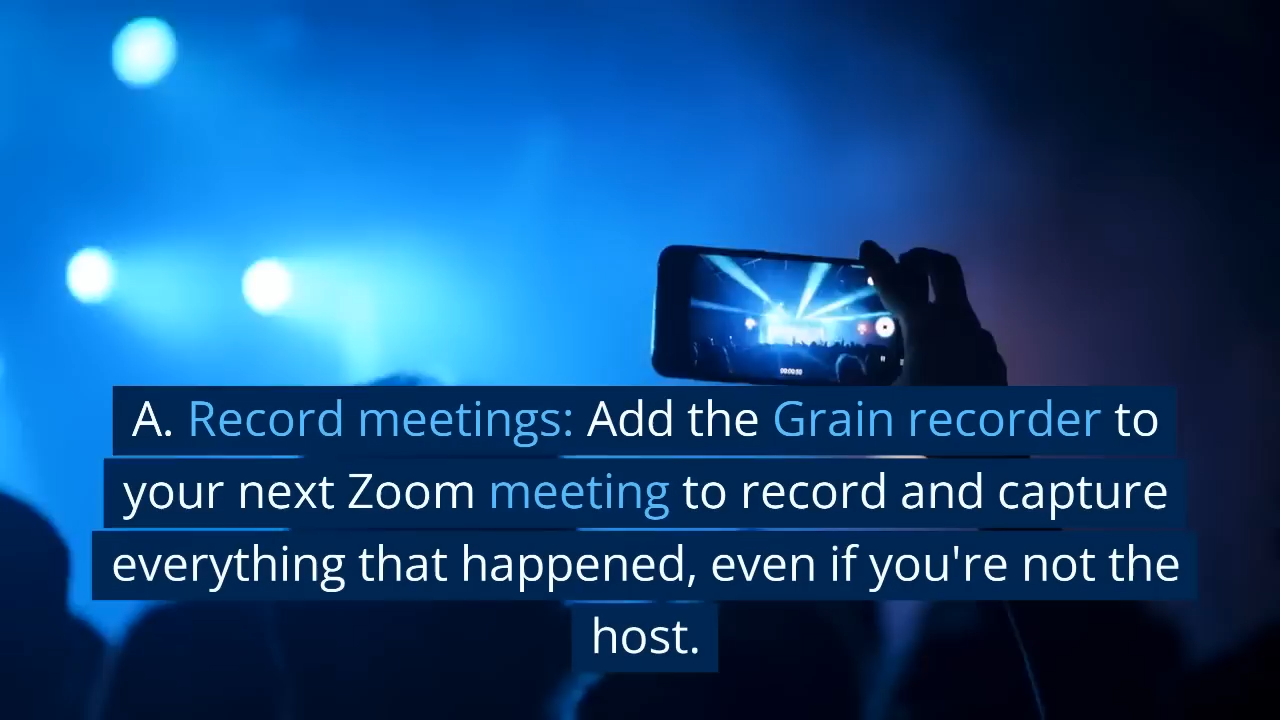 A. Record meetings: Add the Grain recorder to
your next Zoom meeting to record and capture
everything that happened, even if you're not the
host.